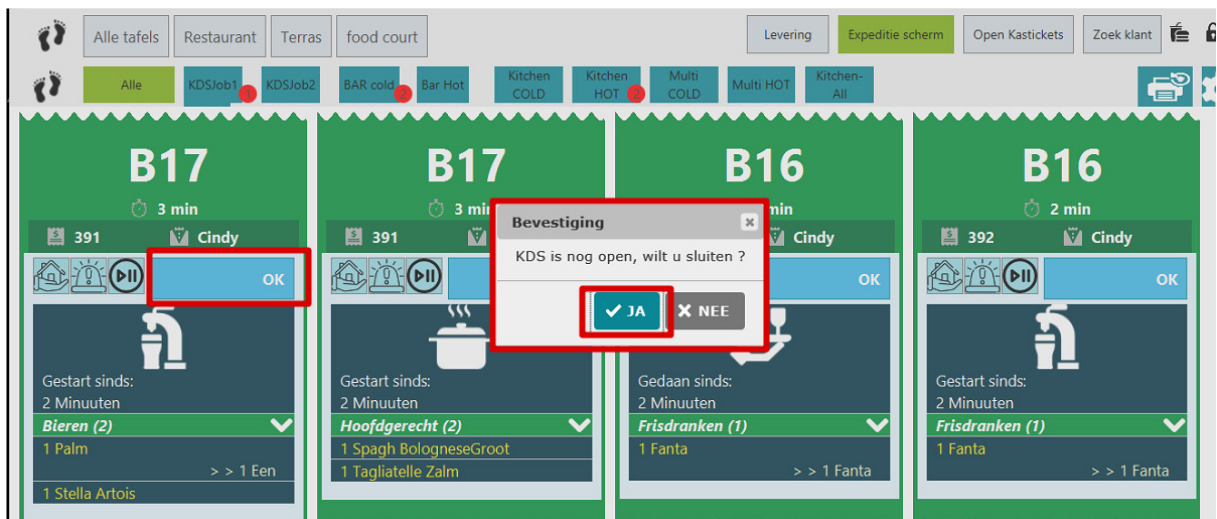 Alle tafels Restaurant Terras food court Levering Expeditie scherm Open Kastickets Zoek klant
Alle KDSJob1 1 KDSJob2 BAR cold 2 Bar Hot Kitchen COLD Kitchen HOT 2 Multi COLD Multi HOT Kitchen-All
B17
3 min
391 Cindy
OK
Gestart sinds:
2 Minuuten
Bieren (2)
1 Palm
> > 1 Een
1 Stella Artois
B17
3 min
391
Gestart sinds:
2 Minuuten
Hoofdgerecht (2)
1 Spagh BologneseGroot
1 Tagliatelle Zalm
Bevestiging
KDS is nog open, wilt u sluiten ?
JA NEE
B16
min
Cindy
OK
Gedaan sinds:
2 Minuuten
Frisdranken (1)
1 Fanta
> > 1 Fanta
B16
2 min
392 Cindy
OK
Gestart sinds:
2 Minuuten
Frisdranken (1)
1 Fanta
> > 1 Fanta